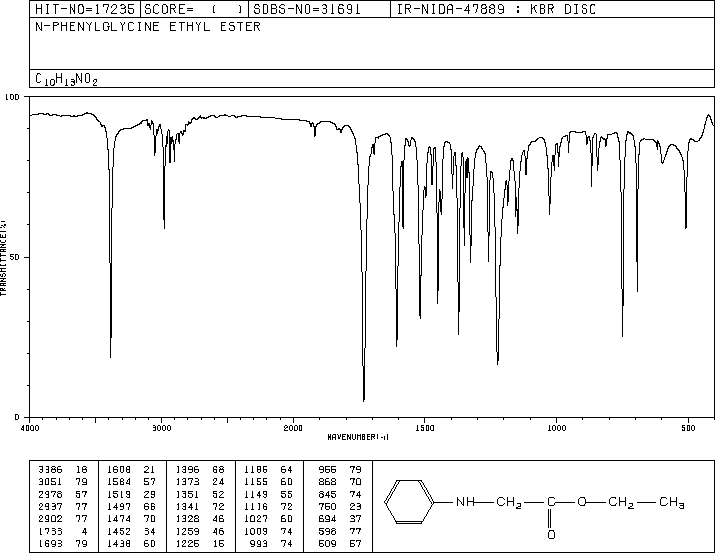 HIT-NO=17235 SCORE= ( ) SDBS-NO=31691 IR-NIDA-47889 : KBR DISC
N-PHENYLGLYCINE ETHYL ESTER
C10H13NO2
100
50
0
TRANSMITTANCE(%)
4000 3000 2000 1500 1000 500
WAVENUMBER(-1)
3386 18 1608 21 1396 68 1186 64 966 79
3051 79 1584 57 1373 24 1155 60 868 70
2978 57 1519 29 1351 52 1149 55 845 74
2937 77 1497 66 1341 72 1116 72 750 23
2902 77 1474 70 1328 46 1027 60 694 37
1733 4 1452 34 1259 46 1009 74 598 77
1693 79 1438 60 1225 16 993 74 509 57
NH CH2 C O CH2 CH3
O